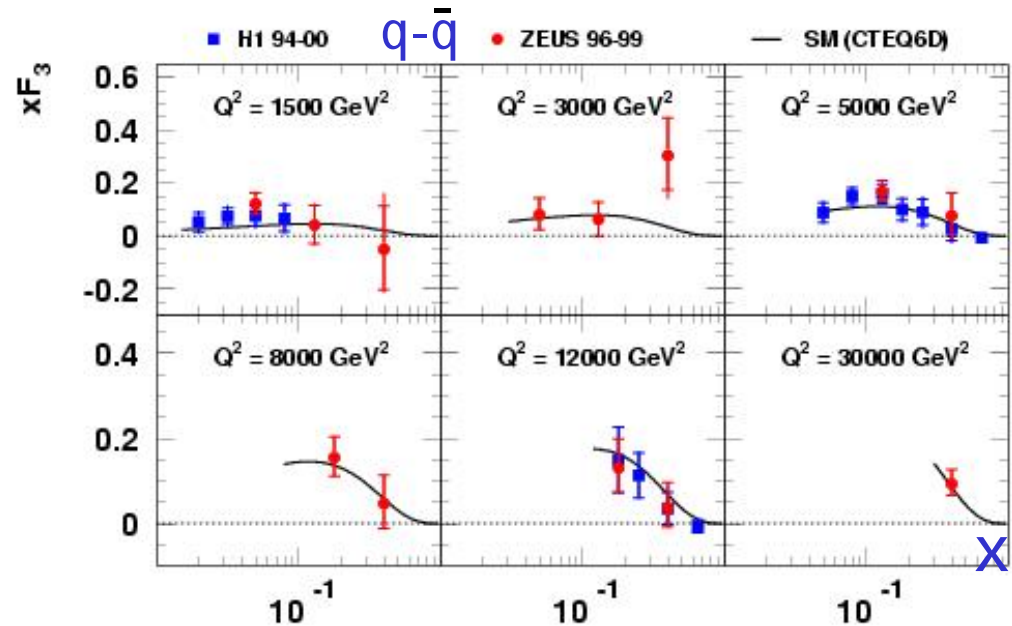 q-q̄
H1 94-00
ZEUS 96-99
SM (CTEQ6D)
xF₃
Q² = 1500 GeV²
Q² = 3000 GeV²
Q² = 5000 GeV²
0.6
0.4
0.2
0
-0.2
Q² = 8000 GeV²
Q² = 12000 GeV²
Q² = 30000 GeV²
0.4
0.2
0
x
10⁻¹
10⁻¹
10⁻¹